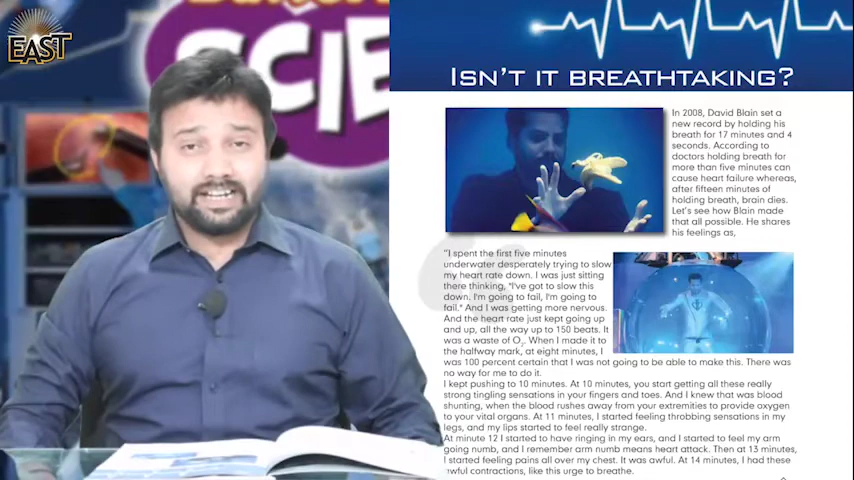 EAST
SCIE
ISN'T IT BREATHTAKING?
In 2008, David Blain set a
new record by holding his
breath for 17 minutes and 4
seconds. According to
doctors holding breath for
more than five minutes can
cause heart failure whereas,
after fifteen minutes of
holding breath, brain dies.
Let's see how Blain made
that all possible. He shares
his feelings as,
"I spent the first five minutes
underwater desperately trying to slow
my heart rate down. I was just sitting
there thinking, "I've got to slow this
down. I'm going to fail, I'm going to
fail." And I was getting more nervous.
And the heart rate just kept going up
and up, all the way up to 150 beats. It
was a waste of O₂. When I made it to
the halfway mark, at eight minutes, I
was 100 percent certain that I was not going to be able to make this. There was
no way for me to do it.
I kept pushing to 10 minutes. At 10 minutes, you start getting all these really
strong tingling sensations in your fingers and toes. And I knew that was blood
shunting, when the blood rushes away from your extremities to provide oxygen
to your vital organs. At 11 minutes, I started feeling throbbing sensations in my
legs, and my lips started to feel really strange.
At minute 12 I started to have ringing in my ears, and I started to feel my arm
going numb, and I remember arm numb means heart attack. Then at 13 minutes,
I started feeling pains all over my chest. It was awful. At 14 minutes, I had these
awful contractions, like this urge to breathe.